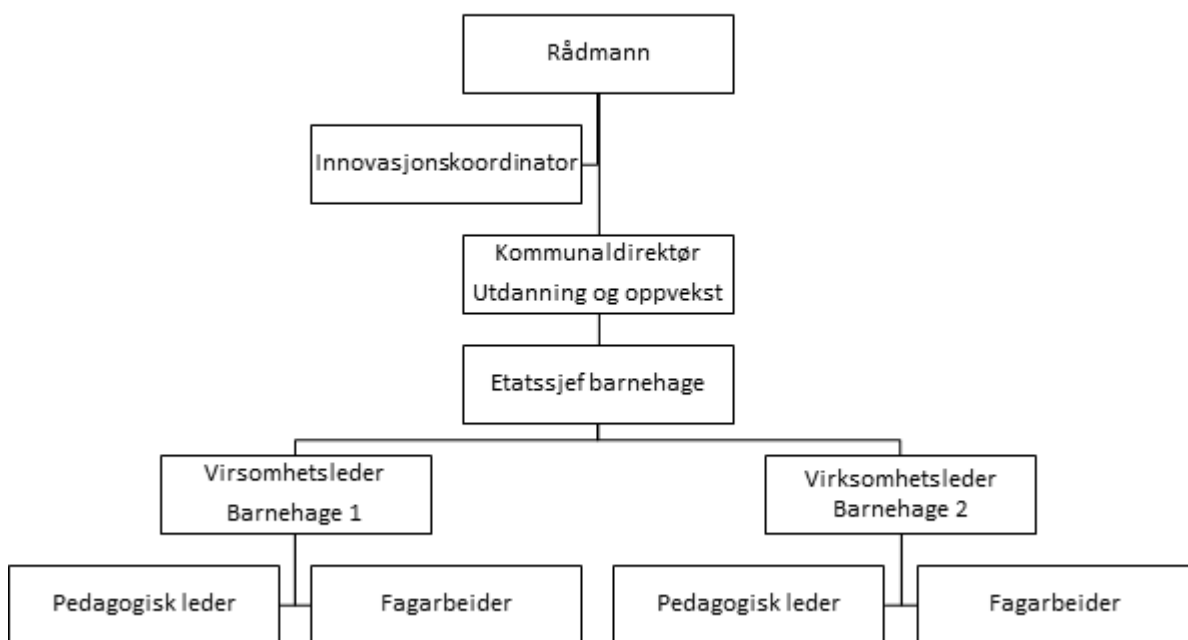 Rådmann
Innovasjonskoordinator
Kommunaldirektør
Utdanning og oppvekst
Etatssjef barnehage
Virsomhetsleder
Barnehage 1
Virksomhetsleder
Barnehage 2
Pedagogisk leder
Fagarbeider
Pedagogisk leder
Fagarbeider